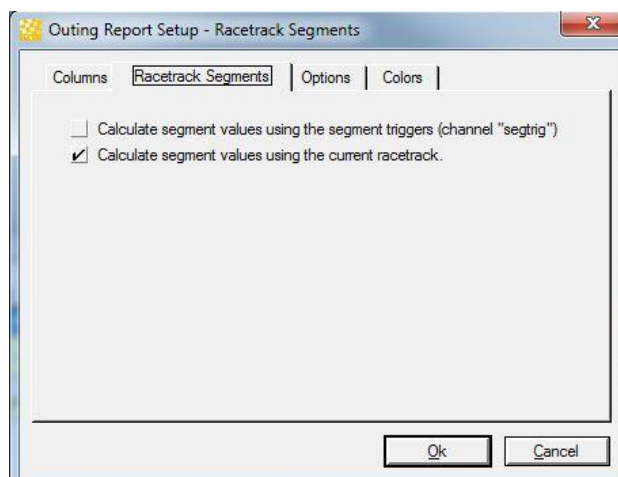 Outing Report Setup - Racetrack Segments
Columns Racetrack Segments Options Colors
Calculate segment values using the segment triggers (channel "segtrig")
Calculate segment values using the current racetrack.
Ok Cancel